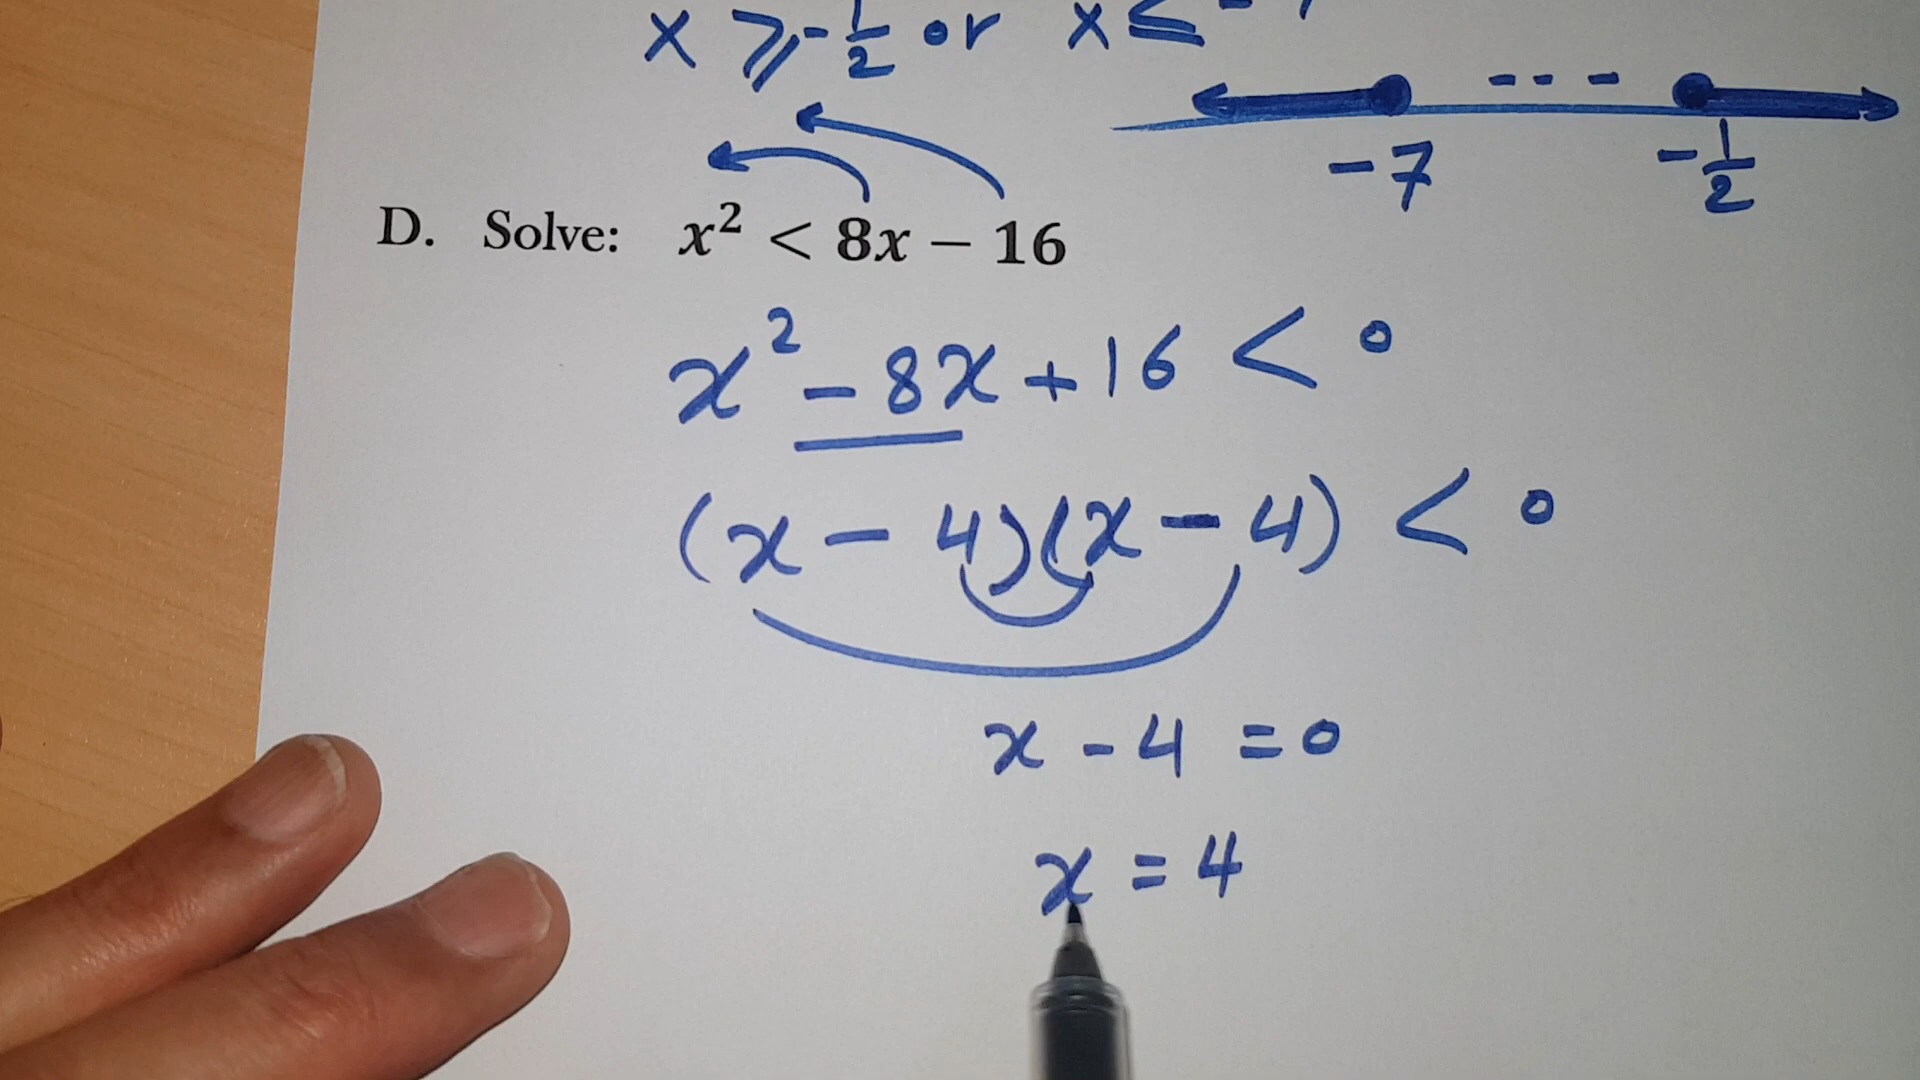 x ⩾ -1/2 or x ≤ -7
-7 - - - -1/2
D. Solve: x² < 8x − 16
x² - 8x + 16 < 0
(x - 4)(x - 4) < 0
x - 4 = 0
x = 4